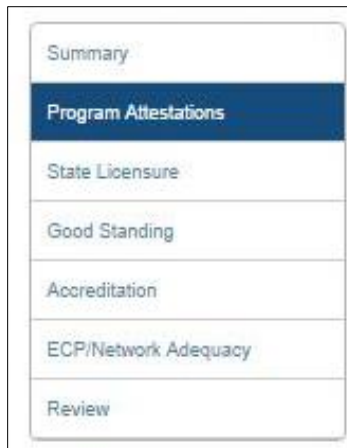 Summary
Program Attestations
State Licensure
Good Standing
Accreditation
ECP/Network Adequacy
Review